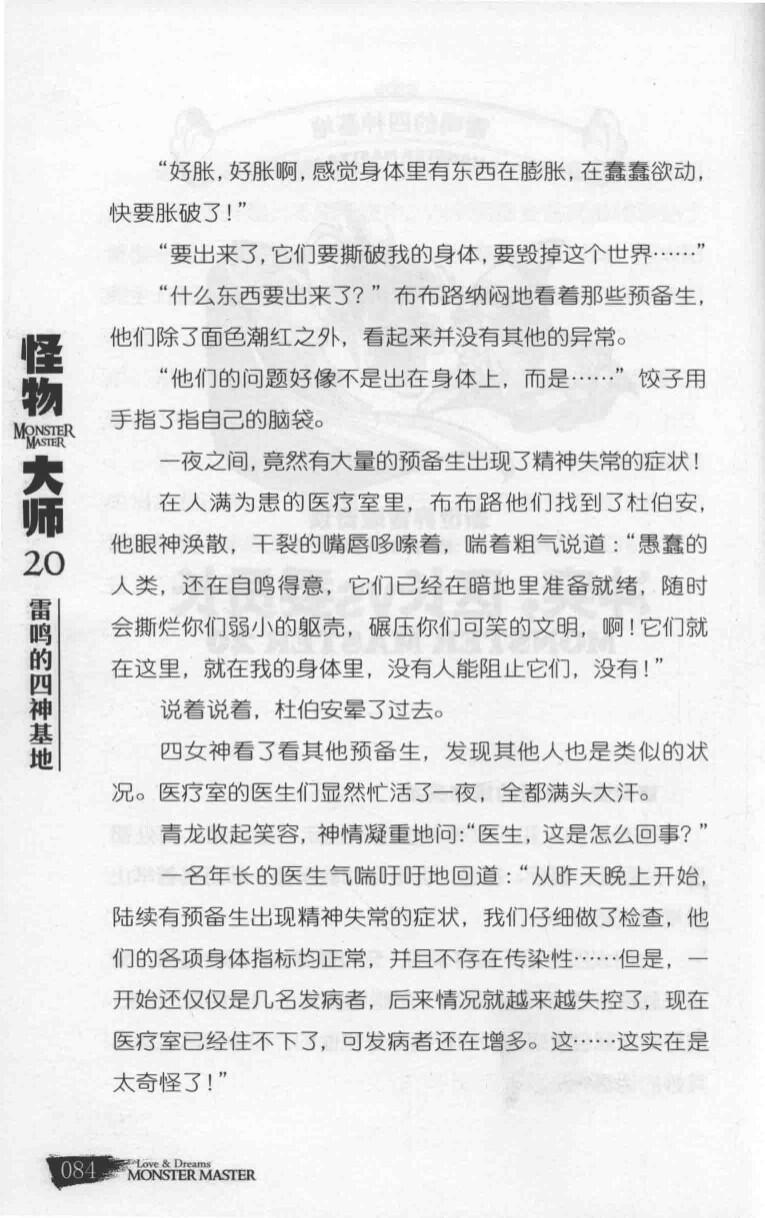 “好胀，好胀啊，感觉身体里有东西在膨胀，在蠢蠢欲动，
快要胀破了！”
“要出来了，它们要撕破我的身体，要毁掉这个世界……”
“什么东西要出来了？”布布路纳闷地看着那些预备生，
他们除了面色潮红之外，看起来并没有其他的异常。
“他们的问题好像不是出在身体上，而是……”饺子用
手指了指自己的脑袋。
一夜之间，竟然有大量的预备生出现了精神失常的症状！
在人满为患的医疗室里，布布路他们找到了杜伯安，
他眼神涣散，干裂的嘴唇哆嗦着，喘着粗气说道：“愚蠢的
人类，还在自鸣得意，它们已经在暗地里准备就绪，随时
会撕烂你们弱小的躯壳，碾压你们可笑的文明，啊！它们就
在这里，就在我的身体里，没有人能阻止它们，没有！”
说着说着，杜伯安晕了过去。
四女神看了看其他预备生，发现其他人也是类似的状
况。医疗室的医生们显然忙活了一夜，全都满头大汗。
青龙收起笑容，神情凝重地问：“医生，这是怎么回事？”
一名年长的医生气喘吁吁地回道：“从昨天晚上开始，
陆续有预备生出现精神失常的症状，我们仔细做了检查，他
们的各项身体指标均正常，并且不存在传染性……但是，一
开始还仅仅是几名发病者，后来情况就越来越失控了，现在
医疗室已经住不下了，可发病者还在增多。这……这实在是
太奇怪了！”
怪物
MONSTER
MASTER
大师
20
雷鸣的四神基地
084
Love & Dreams
MONSTER MASTER